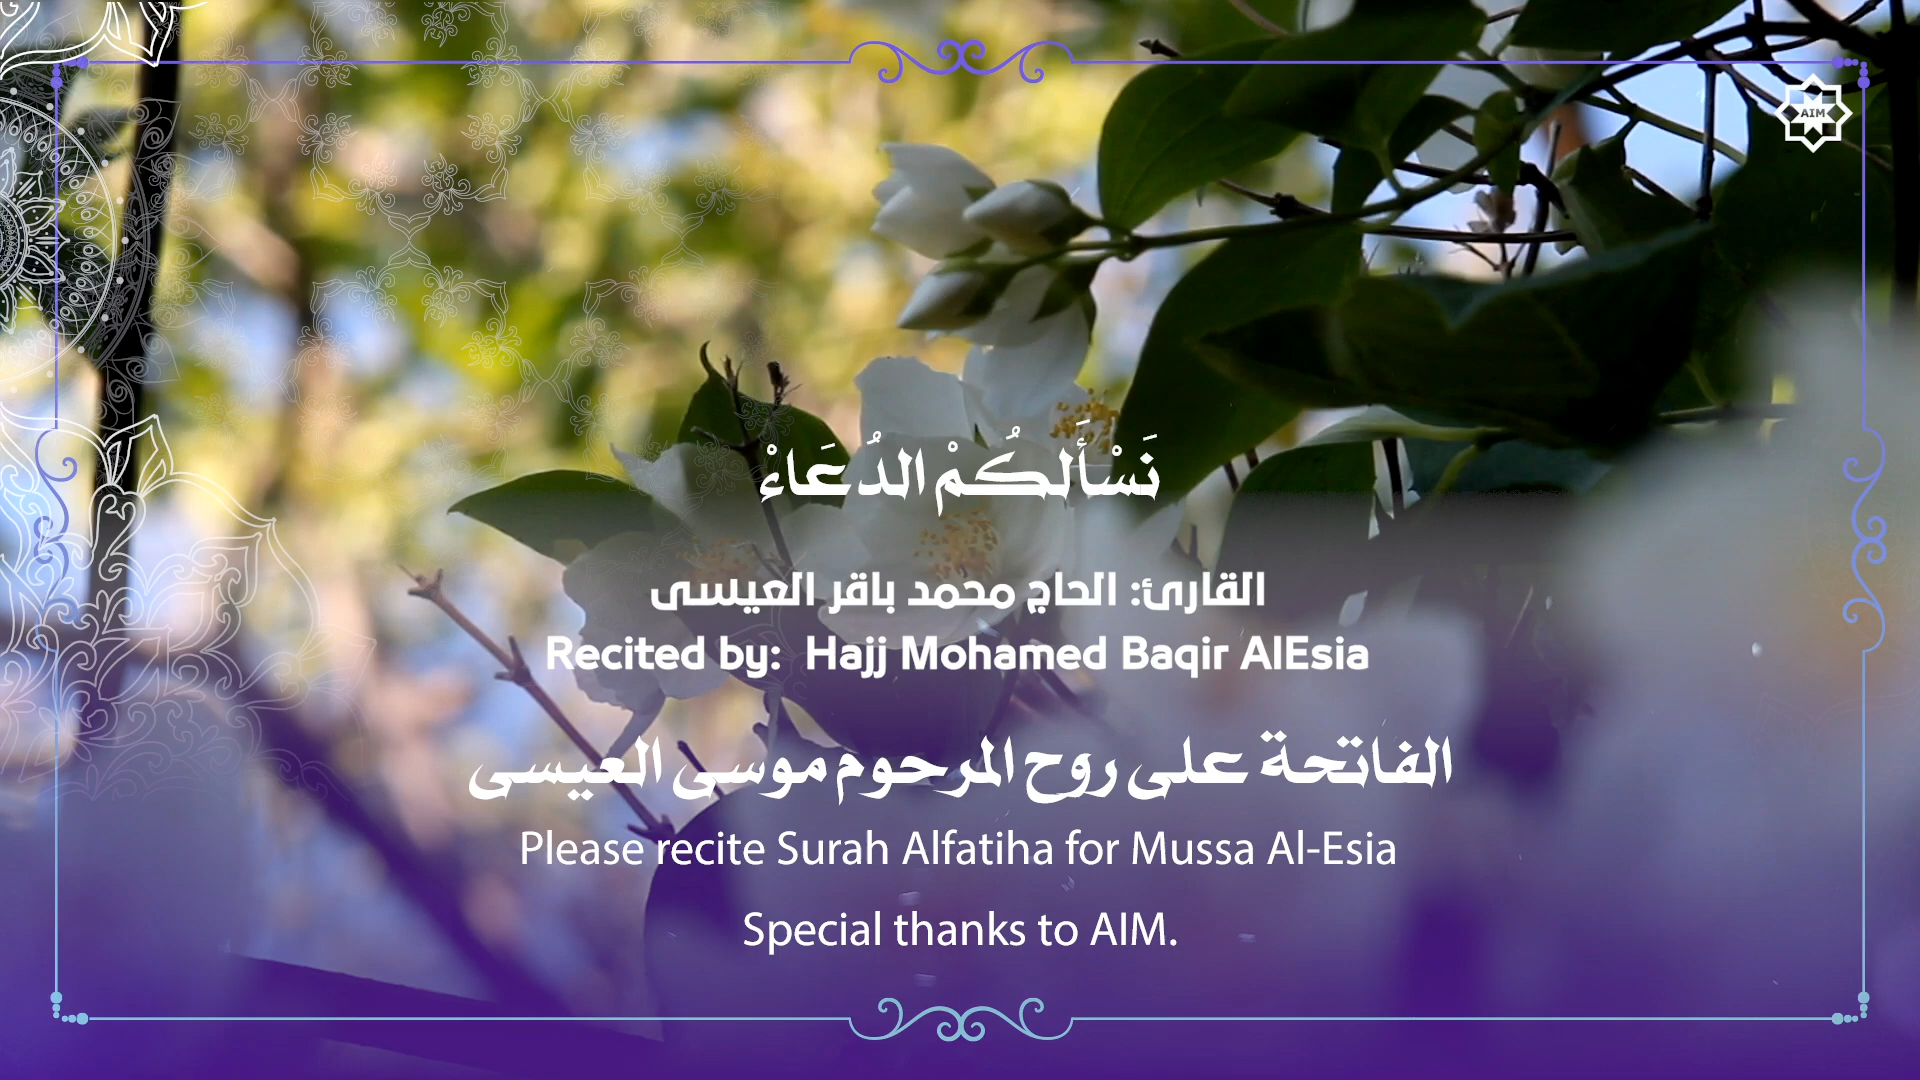 AIM
نَسْأَلكُمْ الدُعَاءْ
القارئ: الحاج محمد باقر العيسى
Recited by: Hajj Mohamed Baqir AlEsia
الفاتحة على روح المرحوم موسى العيسى
Please recite Surah Alfatiha for Mussa Al-Esia
Special thanks to AIM.